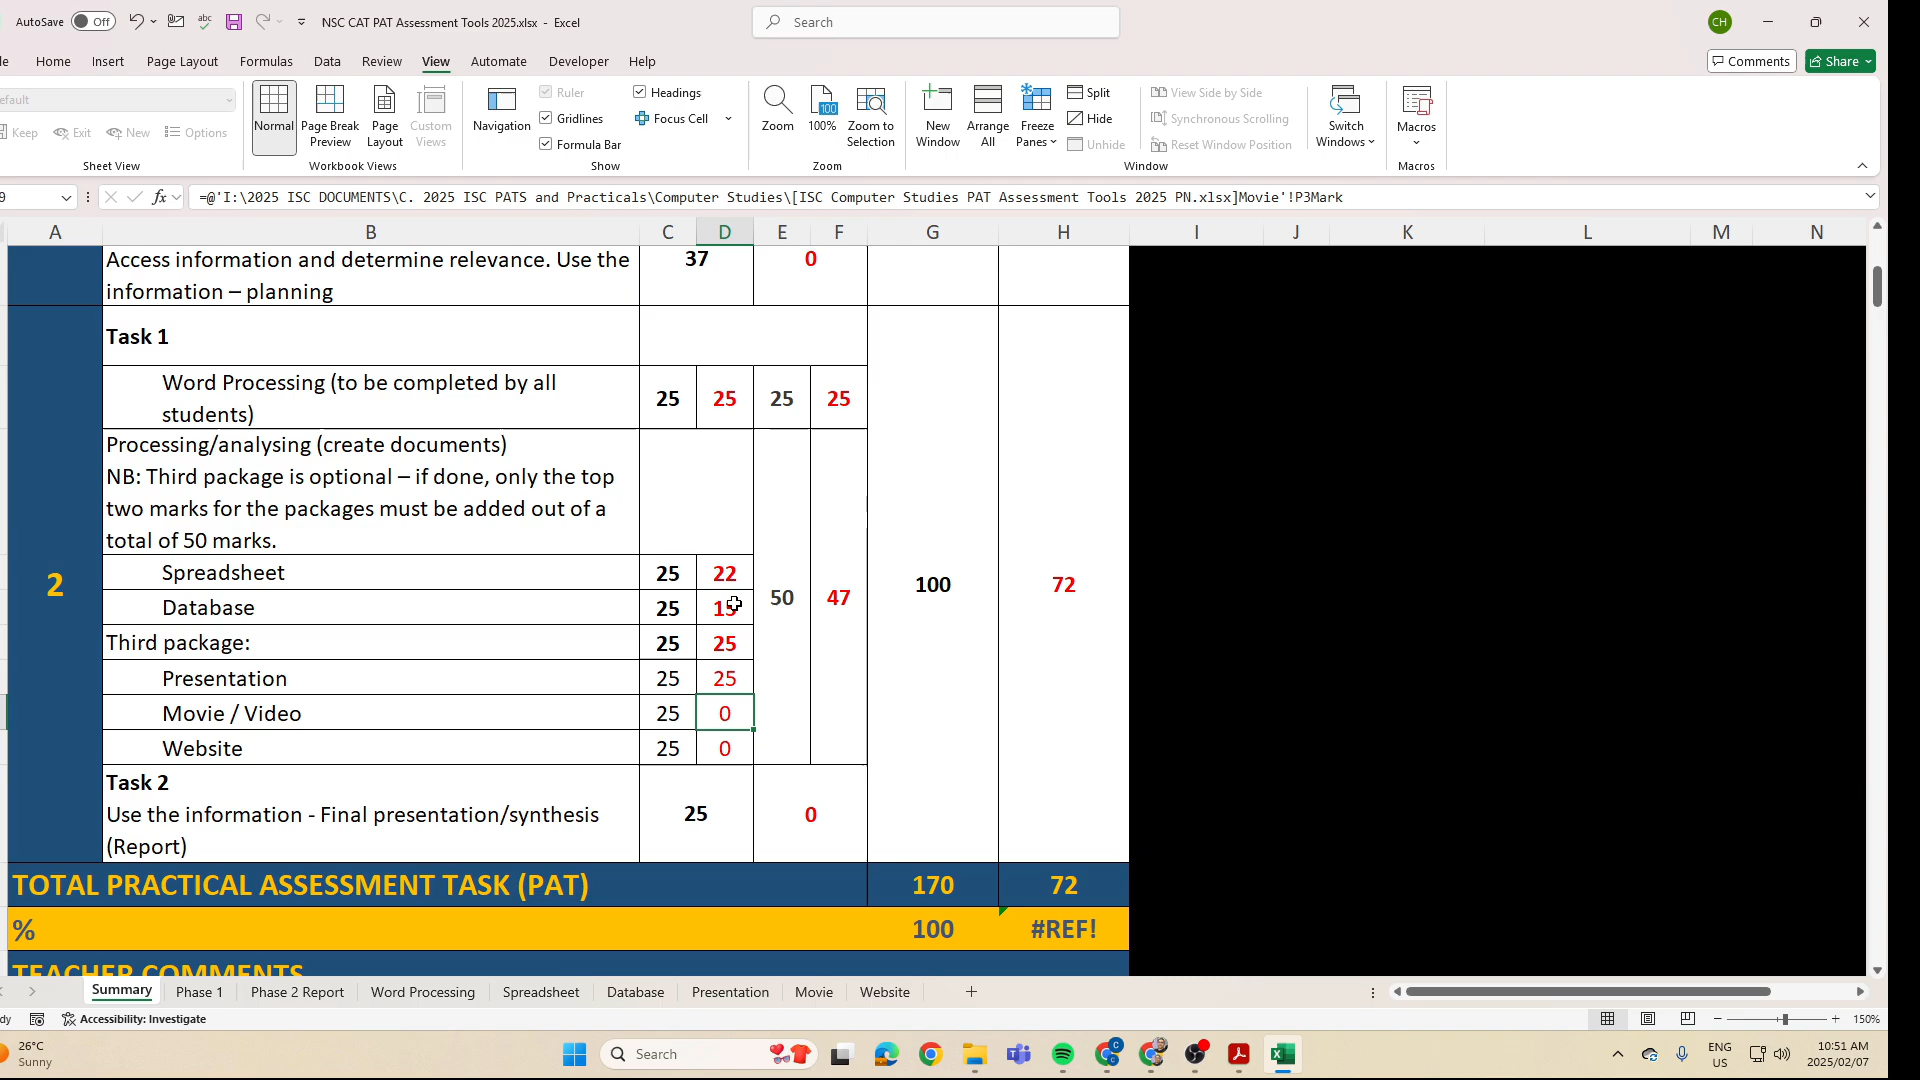 AutoSave Off
NSC CAT PAT Assessment Tools 2025.xlsx - Excel
Search
CH
Home Insert Page Layout Formulas Data Review View Automate Developer Help
Comments Share
Keep Exit New Options
Sheet View
Normal Page Break Preview Page Layout Custom Views
Workbook Views
Navigation
Ruler Headings
Gridlines Focus Cell
Formula Bar
Show
Zoom 100% Zoom to Selection
Zoom
New Window Arrange All Freeze Panes
Split
Hide
Unhide
View Side by Side
Synchronous Scrolling
Reset Window Position
Switch Windows
Window
Macros
Macros
fx =@'I:\2025 ISC DOCUMENTS\C. 2025 ISC PATS and Practicals\Computer Studies\[ISC Computer Studies PAT Assessment Tools 2025 PN.xlsx]Movie'!P3Mark
A B C D E F G H I J K L M N
Access information and determine relevance. Use the 37 0
information – planning
Task 1
Word Processing (to be completed by all
students) 25 25 25 25
Processing/analysing (create documents)
NB: Third package is optional – if done, only the top
two marks for the packages must be added out of a
total of 50 marks.
Spreadsheet 25 22
2 50 47 100 72
Database 25
Third package: 25 25
Presentation 25 25
Movie / Video 25 0
Website 25 0
Task 2
Use the information - Final presentation/synthesis 25 0
(Report)
TOTAL PRACTICAL ASSESSMENT TASK (PAT) 170 72
% 100 #REF!
TEACHER COMMENTS
Summary Phase 1 Phase 2 Report Word Processing Spreadsheet Database Presentation Movie Website
Accessibility: Investigate
150%
26°C
Sunny
Search
ENG
US
10:51 AM
2025/02/07